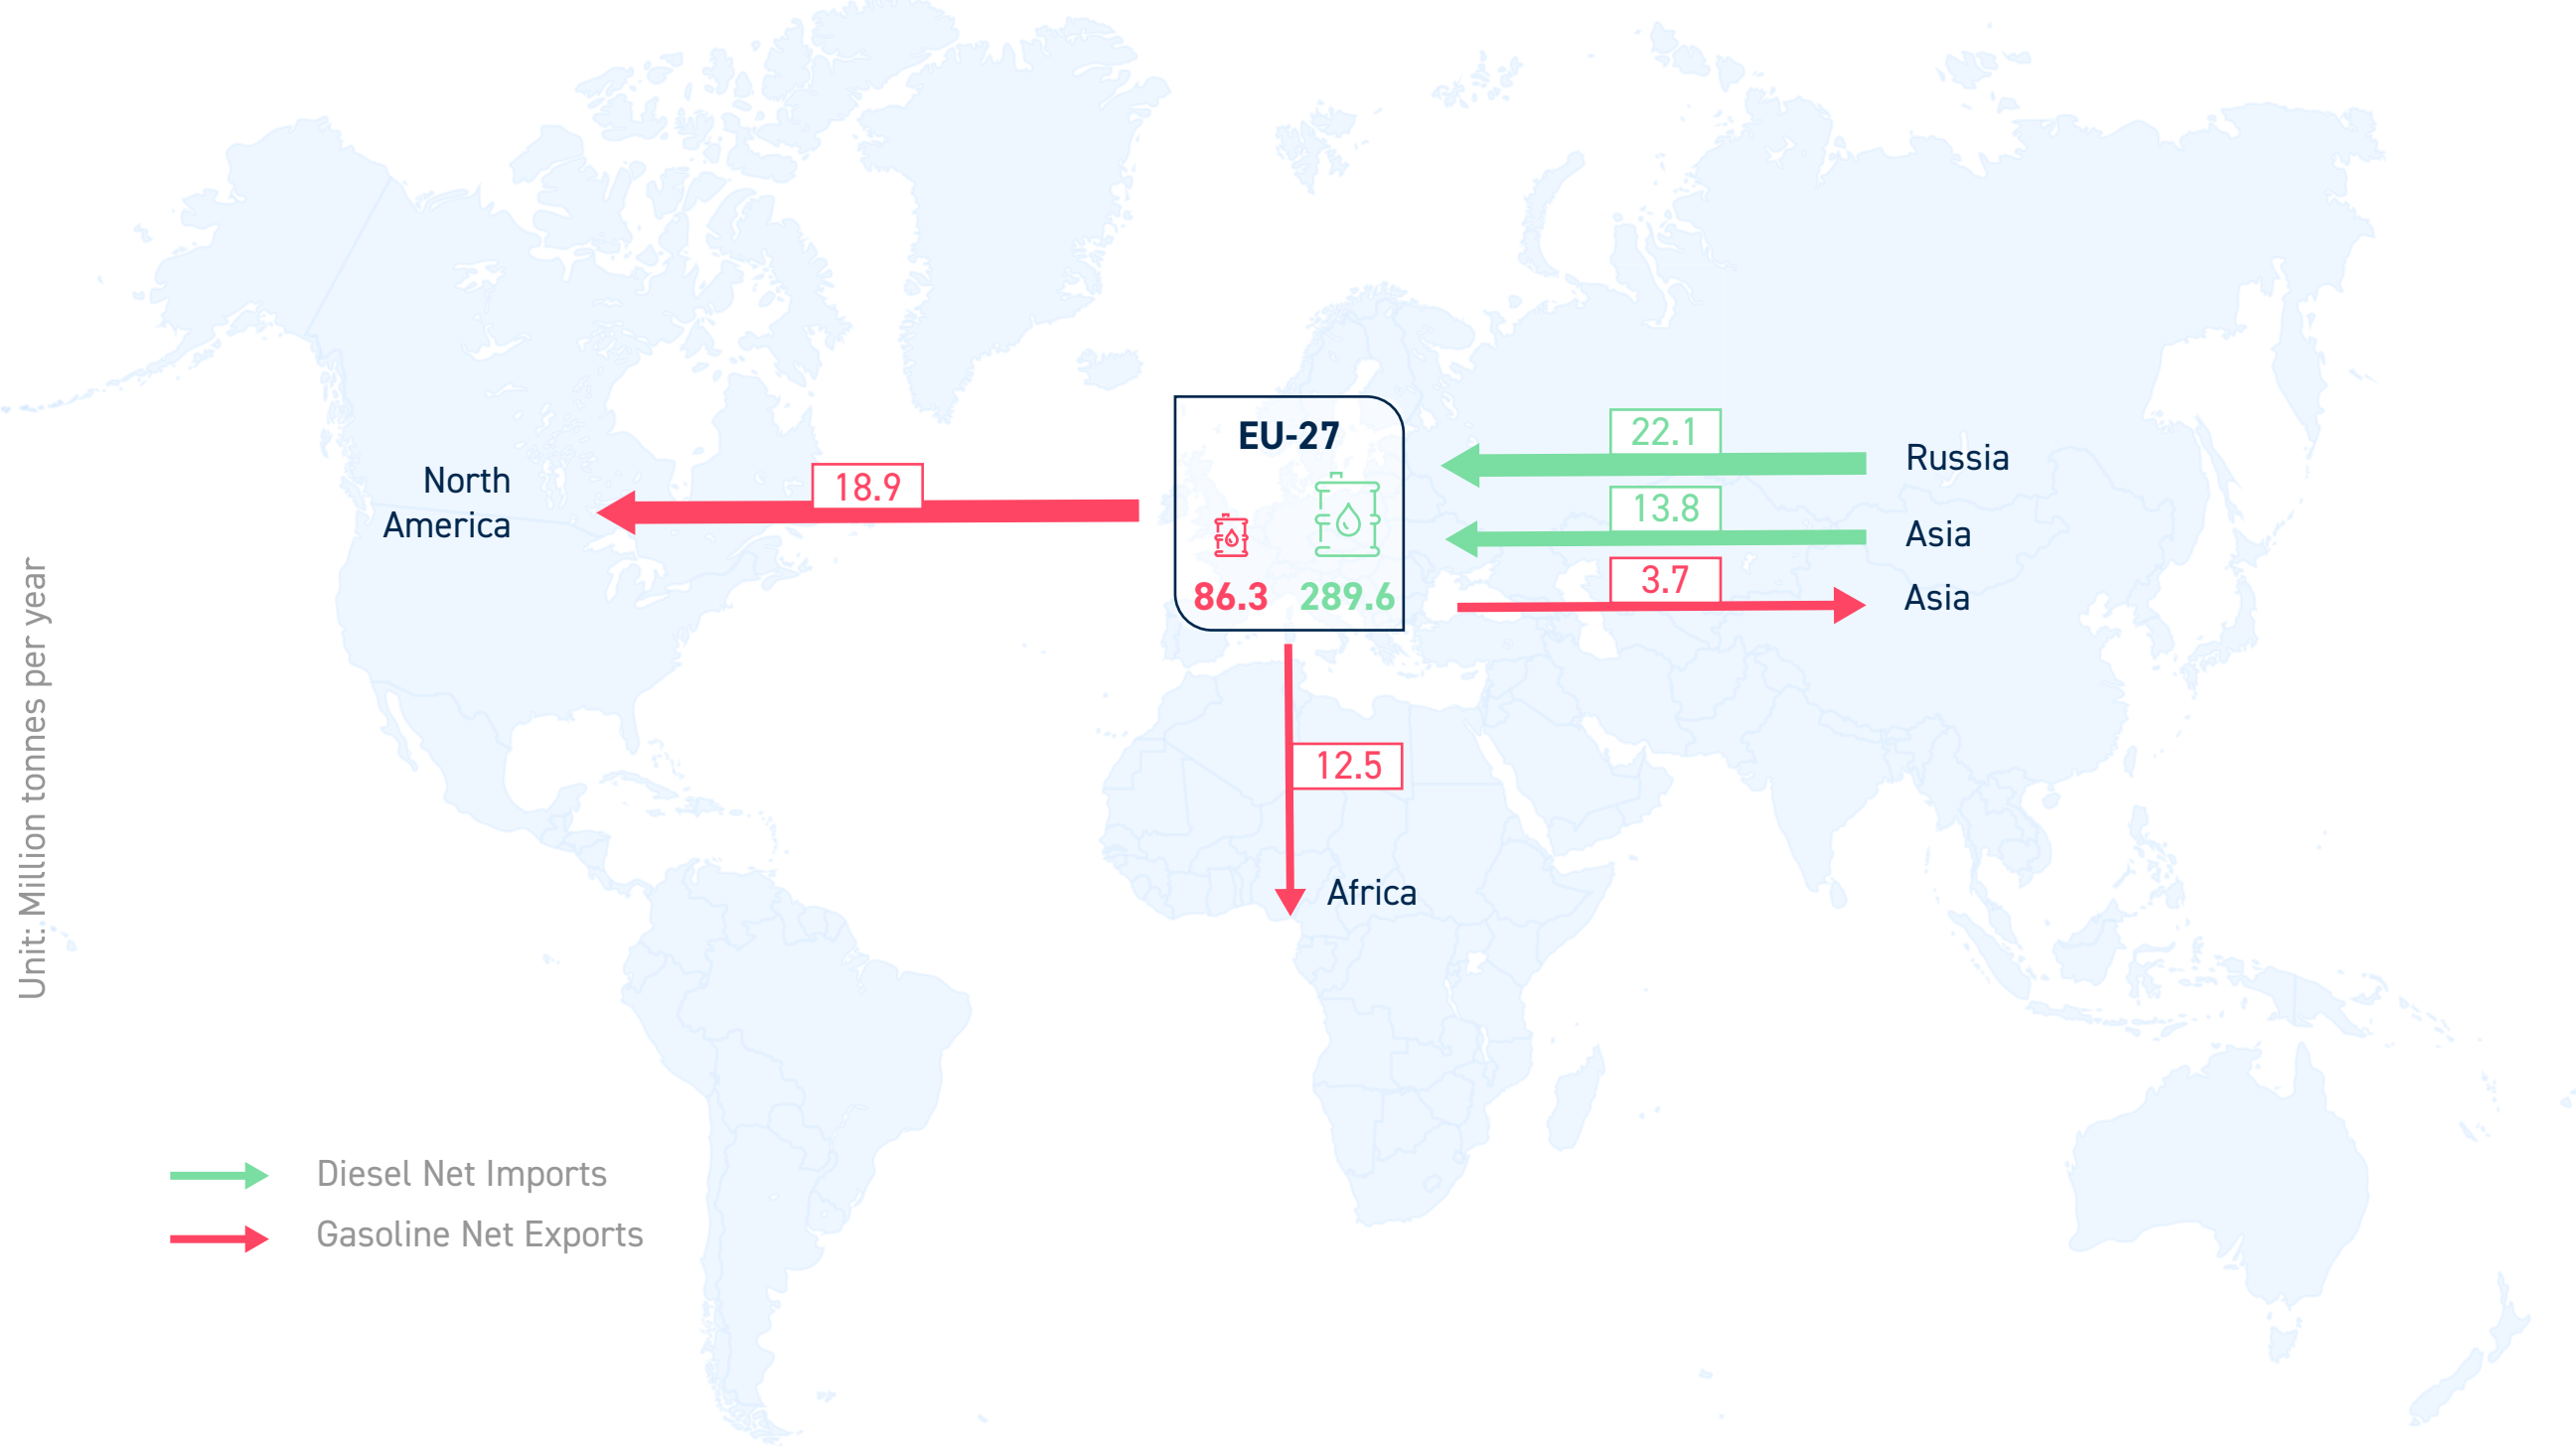 EU-27
86.3 289.6
North
America
18.9
22.1
Russia
13.8
Asia
3.7
Asia
12.5
Africa
Unit: Million tonnes per year
Diesel Net Imports
Gasoline Net Exports